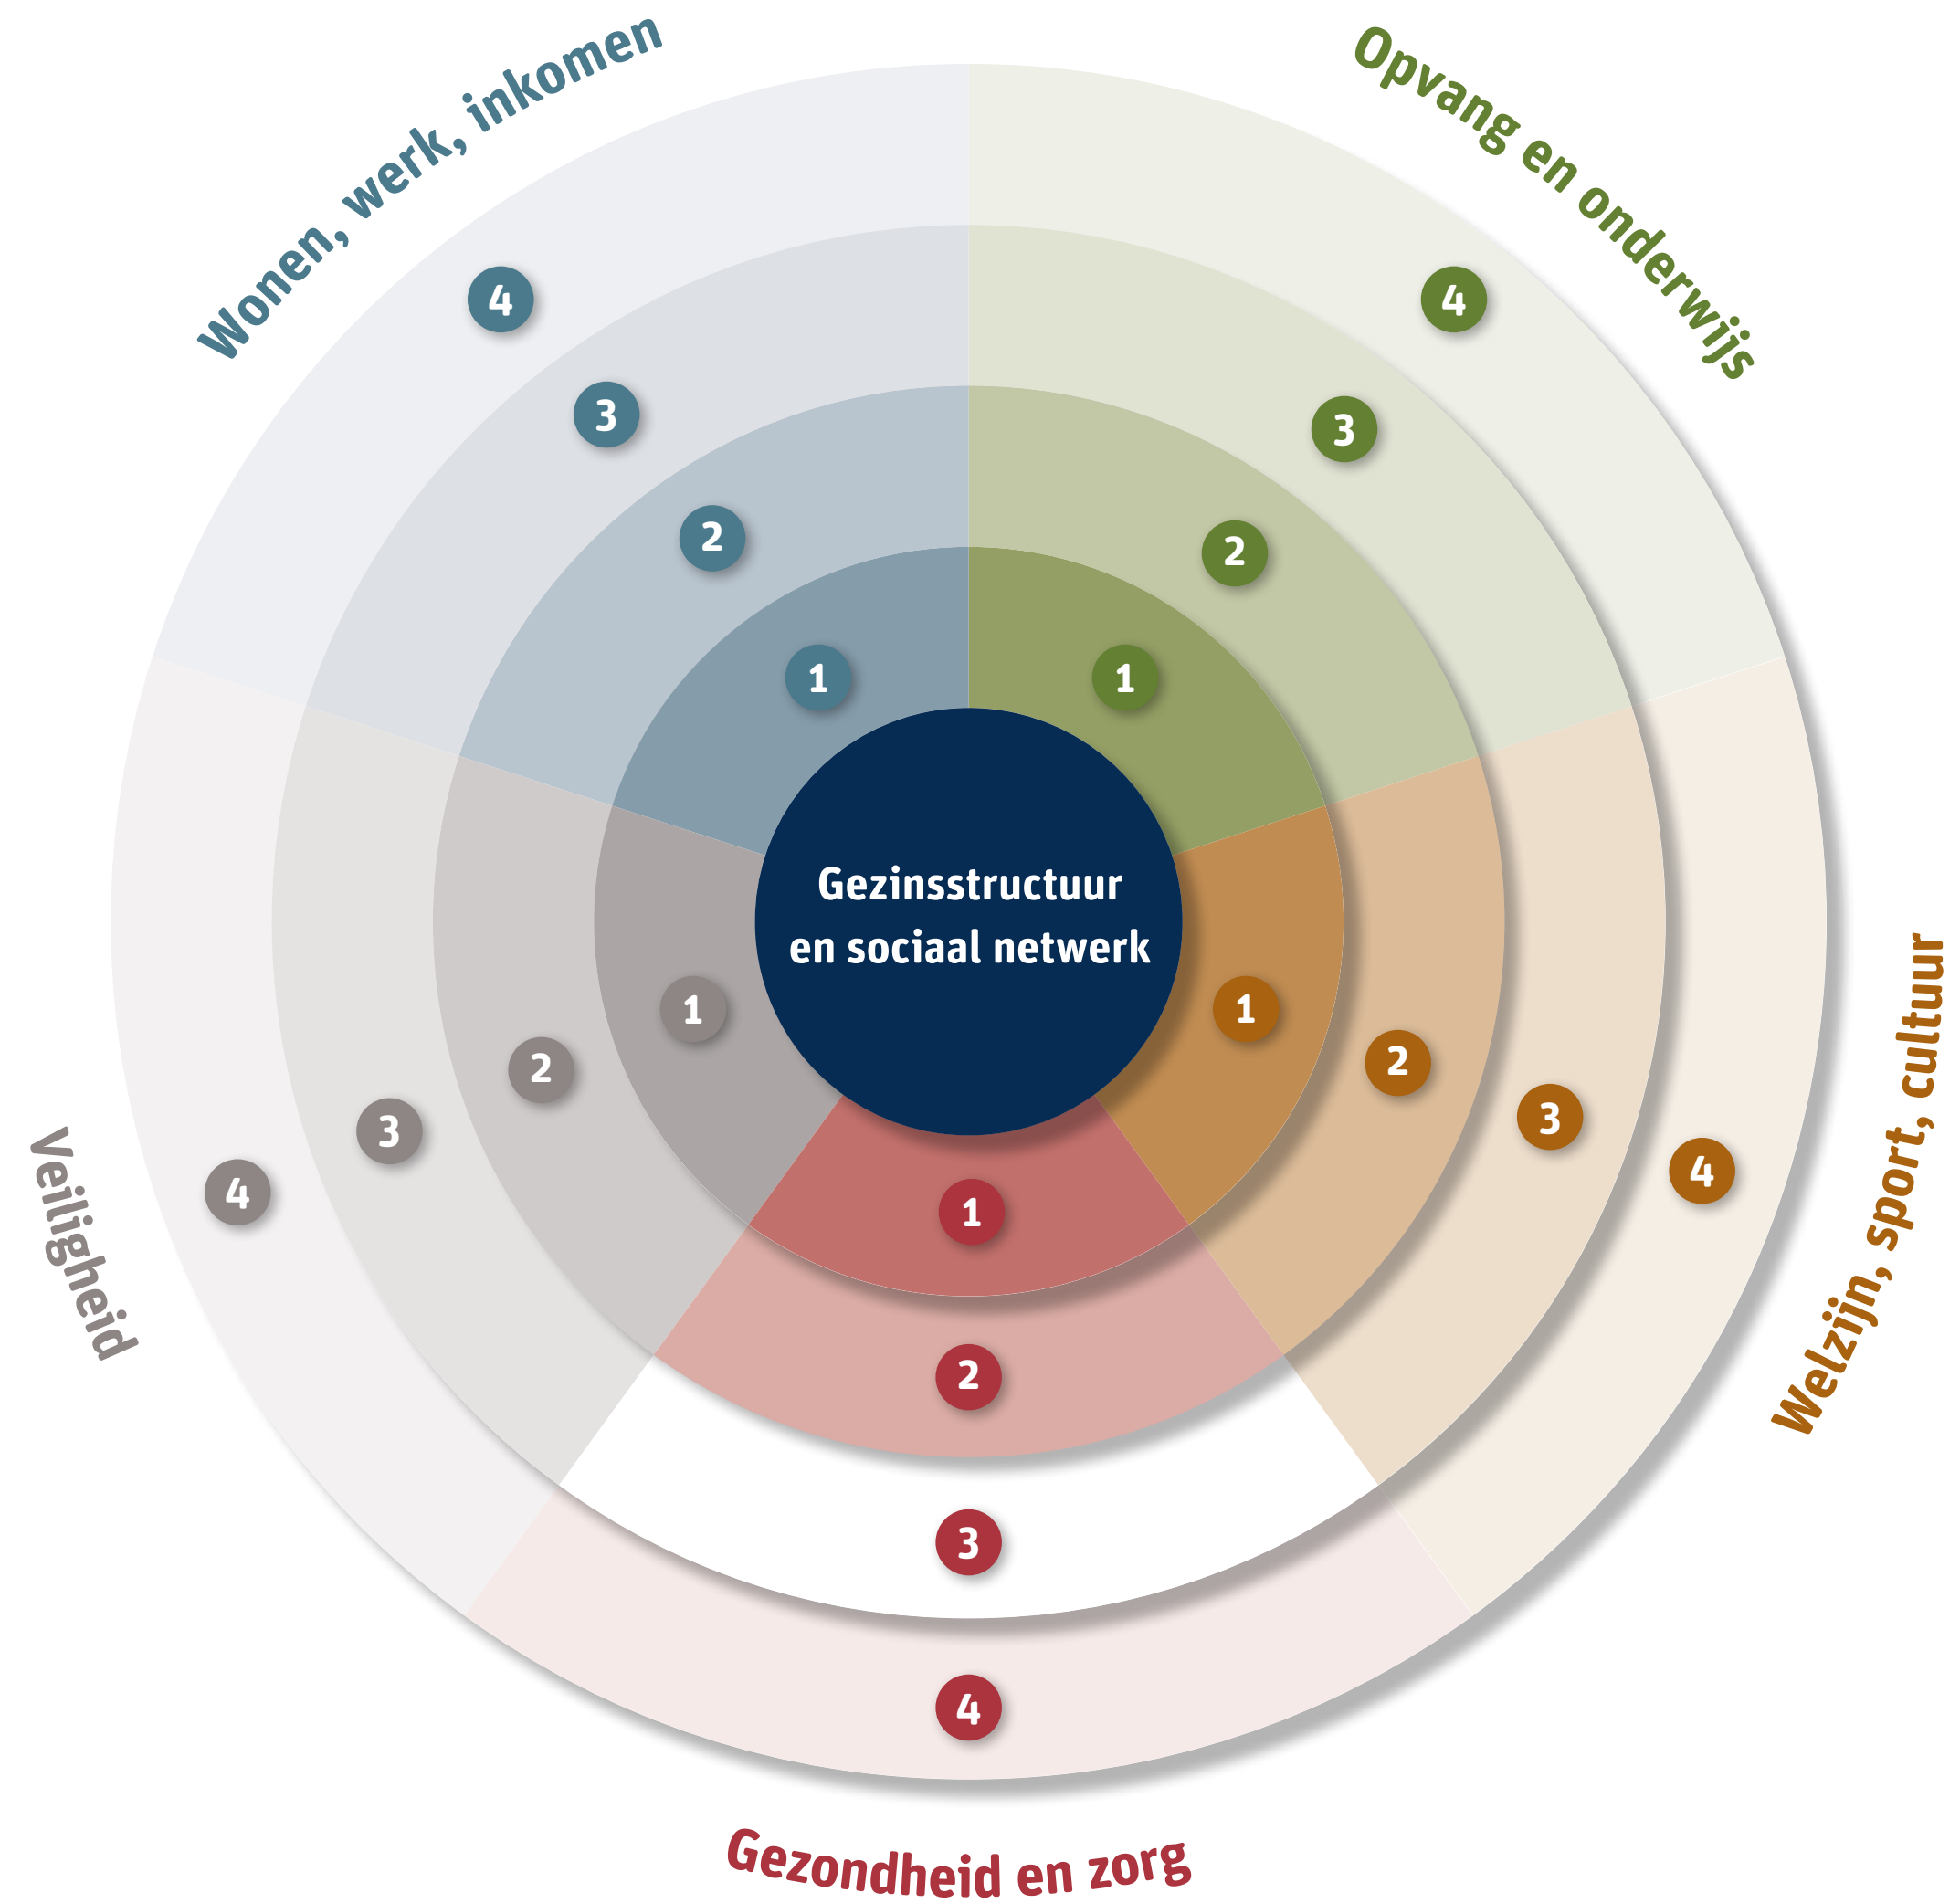 Wonen, werk, inkomen
4
3
2
1
Opvang en onderwijs
4
3
2
1
Gezinsstructuur
en sociaal netwerk
Welzijn, sport, cultuur
1
2
3
4
Veiligheid
1
2
3
4
1
2
3
4
Gezondheid en zorg